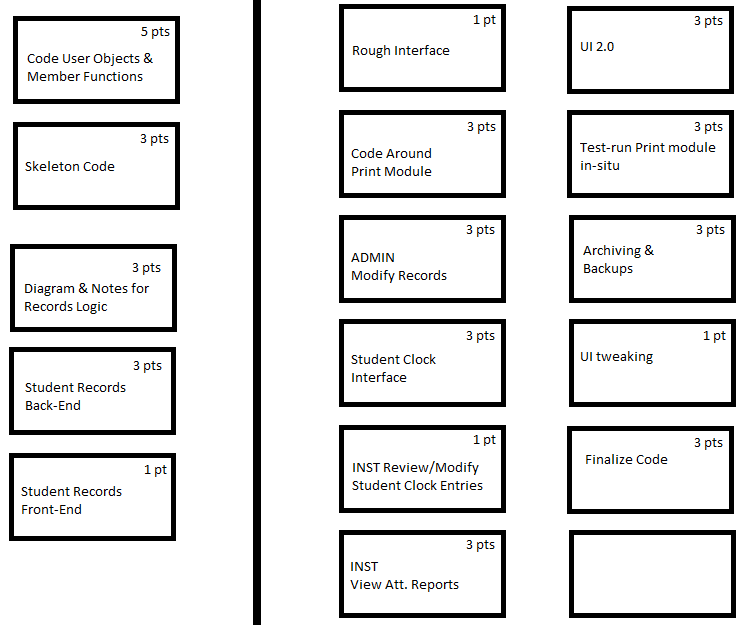 5 pts
Code User Objects &
Member Functions
3 pts
Skeleton Code
3 pts
Diagram & Notes for
Records Logic
3 pts
Student Records
Back-End
1 pt
Student Records
Front-End
1 pt
Rough Interface
3 pts
Code Around
Print Module
3 pts
ADMIN
Modify Records
3 pts
Student Clock
Interface
1 pt
INST Review/Modify
Student Clock Entries
3 pts
INST
View Att. Reports
3 pts
UI 2.0
3 pts
Test-run Print module
in-situ
3 pts
Archiving &
Backups
1 pt
UI tweaking
3 pts
Finalize Code